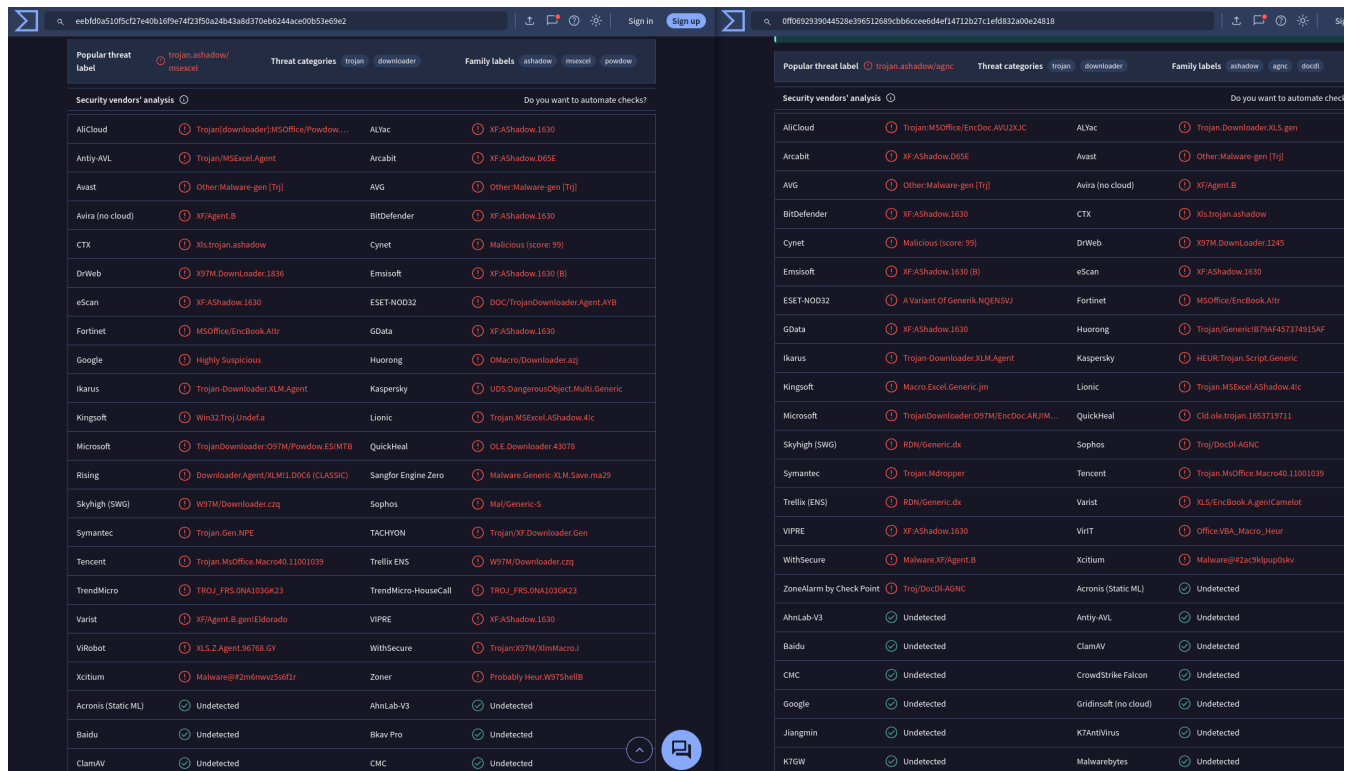 eebfd0a510f5cf27e40b16f9e74f23f50a24b43a8d370eb6244ace00b53e69e2
Sign in
Sign up
Popular threat label
trojan.ashadow/msexcel
Threat categories trojan downloader
Family labels ashadow msexcel powdow
Security vendors' analysis
Do you want to automate checks?
AliCloud Trojan[downloader]:MSOffice/Powdow.... ALYac XF:AShadow.1630
Antiy-AVL Trojan/MSExcel.Agent Arcabit XF:AShadow.D65E
Avast Other:Malware-gen [Trj] AVG Other:Malware-gen [Trj]
Avira (no cloud) XF/Agent.B BitDefender XF:AShadow.1630
CTX Xls.trojan.ashadow Cynet Malicious (score: 99)
DrWeb X97M.DownLoader.1836 Emsisoft XF:AShadow.1630 (B)
eScan XF:AShadow.1630 ESET-NOD32 DOC/TrojanDownloader.Agent.AYB
Fortinet MSOffice/EncBook.A!tr GData XF:AShadow.1630
Google Highly Suspicious Huorong OMacro/Downloader.azj
Ikarus Trojan-Downloader.XLM.Agent Kaspersky UDS:DangerousObject.Multi.Generic
Kingsoft Win32.Troj.Undef.a Lionic Trojan.MSExcel.AShadow.4!c
Microsoft TrojanDownloader:O97M/Powdow.ES!MTB QuickHeal OLE.Downloader.43078
Rising Downloader.Agent/XLM!1.D0C6 (CLASSIC) Sangfor Engine Zero Malware.Generic-XLM.Save.ma29
Skyhigh (SWG) W97M/Downloader.czq Sophos Mal/Generic-S
Symantec Trojan.Gen.NPE TACHYON Trojan/XF.Downloader.Gen
Tencent Trojan.MsOffice.Macro40.11001039 Trellix ENS W97M/Downloader.czq
TrendMicro TROJ_FRS.0NA103GK23 TrendMicro-HouseCall TROJ_FRS.0NA103GK23
Varist XF/Agent.B.gen!Eldorado VIPRE XF:AShadow.1630
ViRobot XLS.Z.Agent.96768.GY WithSecure Trojan:X97M/XlmMacro.I
Xcitium Malware@#2m6nwvz5s6f1r Zoner Probably Heur.W97ShellB
Acronis (Static ML) Undetected AhnLab-V3 Undetected
Baidu Undetected Bkav Pro Undetected
ClamAV Undetected CMC Undetected
0ff0692939044528e396512689cbb6ccee6d4ef14712b27c1efd832a00e24818
Popular threat label trojan.ashadow/agnc
Threat categories trojan downloader
Family labels ashadow agnc docdl
Security vendors' analysis
Do you want to automate check
AliCloud Trojan:MSOffice/EncDoc.AVU2XJC ALYac Trojan.Downloader.XLS.gen
Arcabit XF:AShadow.D65E Avast Other:Malware-gen [Trj]
AVG Other:Malware-gen [Trj] Avira (no cloud) XF/Agent.B
BitDefender XF:AShadow.1630 CTX Xls.trojan.ashadow
Cynet Malicious (score: 99) DrWeb X97M.DownLoader.1245
Emsisoft XF:AShadow.1630 (B) eScan XF:AShadow.1630
ESET-NOD32 A Variant Of Generik.NQENSVJ Fortinet MSOffice/EncBook.A!tr
GData XF:AShadow.1630 Huorong Trojan/Generic!B79AF457374915AF
Ikarus Trojan-Downloader.XLM.Agent Kaspersky HEUR:Trojan.Script.Generic
Kingsoft Macro.Excel.Generic.jm Lionic Trojan.MSExcel.AShadow.4!c
Microsoft TrojanDownloader:O97M/EncDoc.ARJ!M... QuickHeal Cld.ole.trojan.1653719711
Skyhigh (SWG) RDN/Generic.dx Sophos Troj/DocDl-AGNC
Symantec Trojan.Mdropper Tencent Trojan.MsOffice.Macro40.11001039
Trellix (ENS) RDN/Generic.dx Varist XLS/EncBook.A.gen!Camelot
VIPRE XF:AShadow.1630 VirIT Office.VBA_Macro_Heur
WithSecure Malware.XF/Agent.B Xcitium Malware@#2ac9klpup0skv
ZoneAlarm by Check Point Troj/DocDl-AGNC Acronis (Static ML) Undetected
AhnLab-V3 Undetected Antiy-AVL Undetected
Baidu Undetected ClamAV Undetected
CMC Undetected CrowdStrike Falcon Undetected
Google Undetected Gridinsoft (no cloud) Undetected
Jiangmin Undetected K7AntiVirus Undetected
K7GW Undetected Malwarebytes Undetected